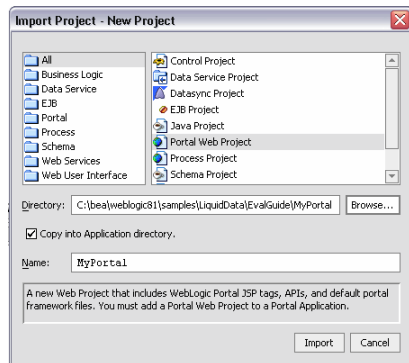 Import Project - New Project
All
Business Logic
Data Service
EJB
Portal
Process
Schema
Web Services
Web User Interface
Control Project
Data Service Project
Datasync Project
EJB Project
Java Project
Portal Web Project
Process Project
Schema Project
Directory: C:\bea\weblogic81\samples\LiquidData\EvalGuide\MyPortal Browse...
Copy into Application directory.
Name: MyPortal
A new Web Project that includes WebLogic Portal JSP tags, APIs, and default portal
framework files. You must add a Portal Web Project to a Portal Application.
Import Cancel